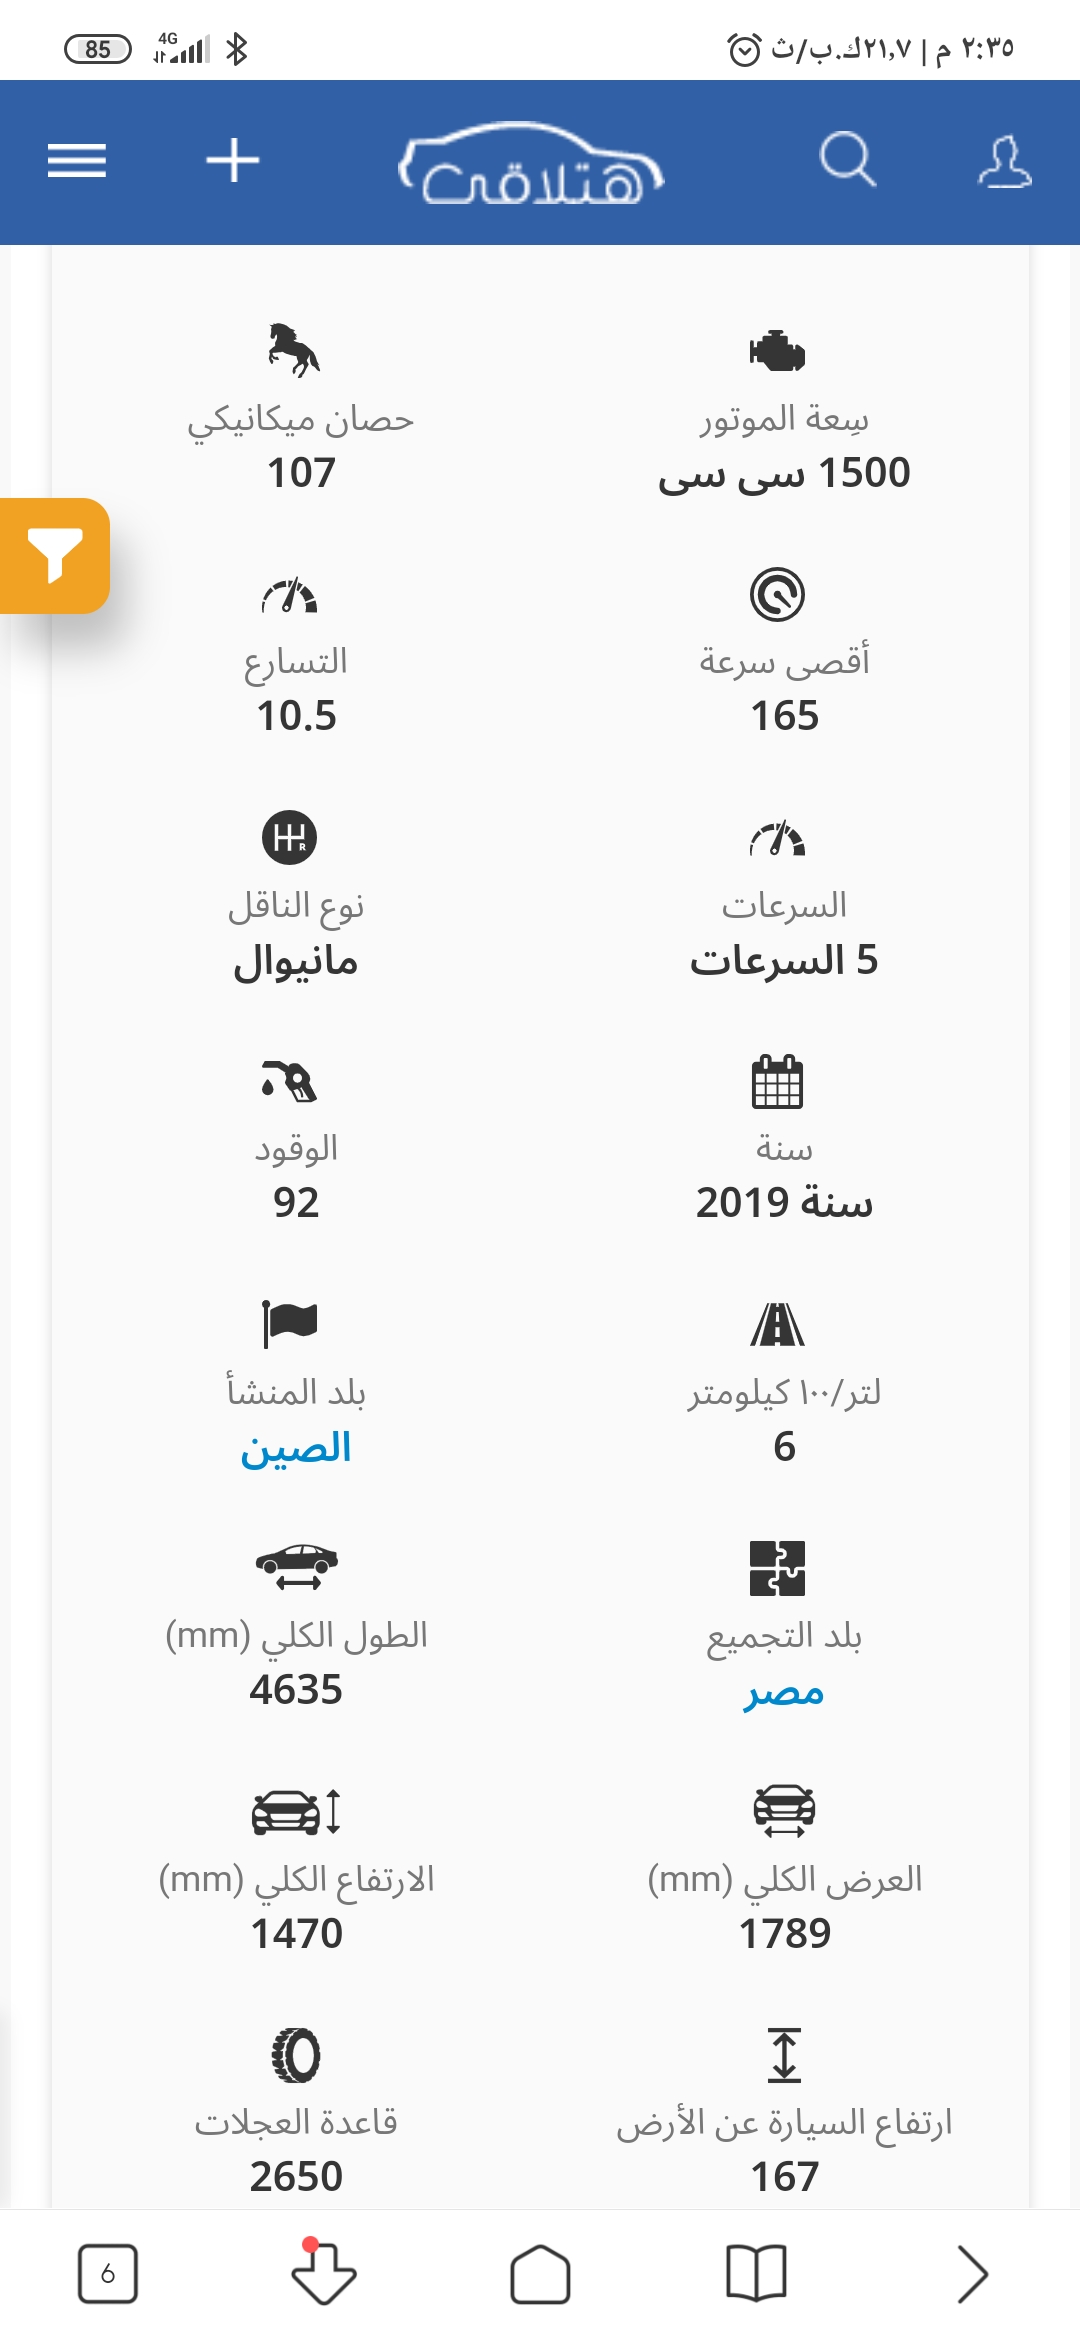 ٢:٣٥ م | ٢١,٧ك.ب/ث
4G
85
هتلاقى
سِعة الموتور
1500 سى سى
حصان ميكانيكي
107
أقصى سرعة
165
التسارع
10.5
السرعات
5 السرعات
نوع الناقل
R
مانيوال
سنة
سنة 2019
الوقود
92
لتر/١٠٠ كيلومتر
6
بلد المنشأ
الصين
بلد التجميع
مصر
الطول الكلي (mm)
4635
العرض الكلي (mm)
1789
الارتفاع الكلي (mm)
1470
ارتفاع السيارة عن الأرض
167
قاعدة العجلات
2650
6